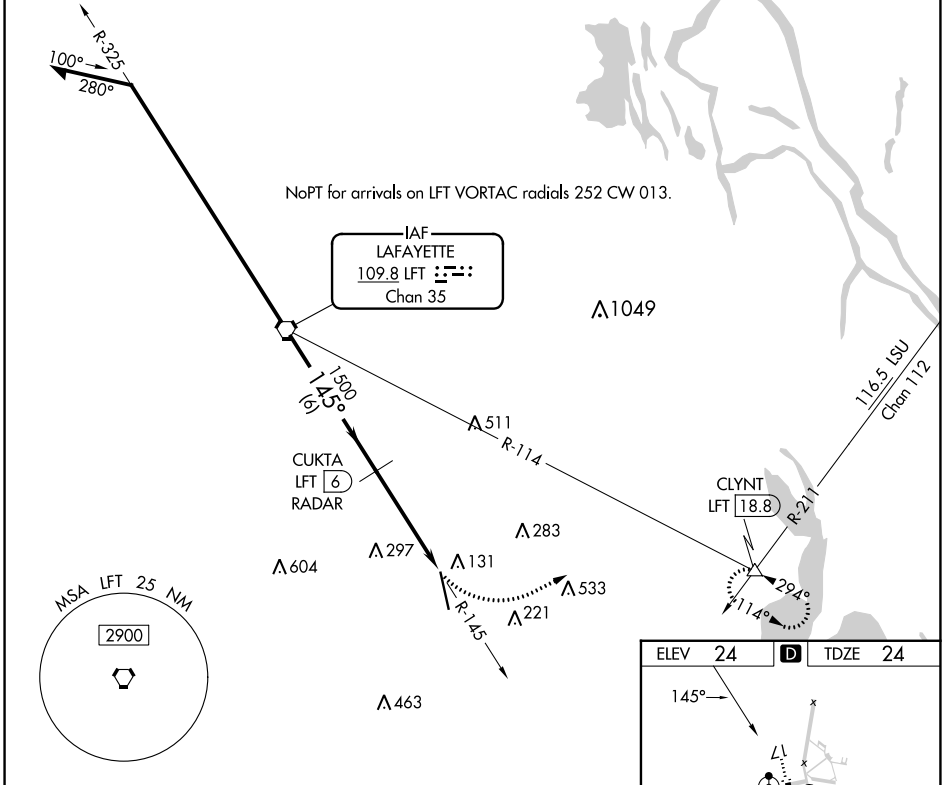 R-325
100°
280°
NoPT for arrivals on LFT VORTAC radials 252 CW 013.
IAF
LAFAYETTE
109.8 LFT
Chan 35
1049
116.5 LSU
Chan 112
1500
145°
(6)
511
R-114
CUKTA
LFT 6
RADAR
CLYNT
LFT 18.8
R-211
283
297
131
604
533
294°
114°
221
R-145
MSA LFT 25 NM
2900
463
ELEV 24 D TDZE 24
145°
17
E
x
x